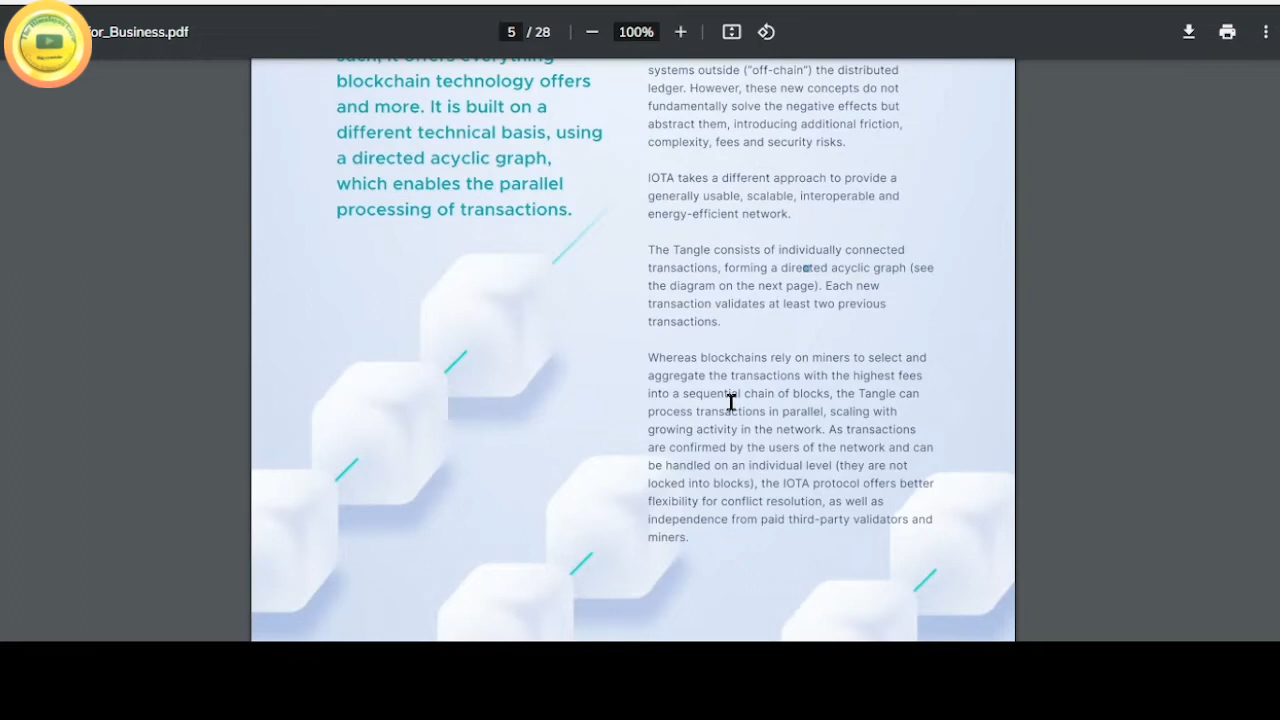 for_Business.pdf
5 / 28
100%
such, it offers everything
blockchain technology offers
and more. It is built on a
different technical basis, using
a directed acyclic graph,
which enables the parallel
processing of transactions.
systems outside (“off-chain”) the distributed
ledger. However, these new concepts do not
fundamentally solve the negative effects but
abstract them, introducing additional friction,
complexity, fees and security risks.
IOTA takes a different approach to provide a
generally usable, scalable, interoperable and
energy-efficient network.
The Tangle consists of individually connected
transactions, forming a directed acyclic graph (see
the diagram on the next page). Each new
transaction validates at least two previous
transactions.
Whereas blockchains rely on miners to select and
aggregate the transactions with the highest fees
into a sequential chain of blocks, the Tangle can
process transactions in parallel, scaling with
growing activity in the network. As transactions
are confirmed by the users of the network and can
be handled on an individual level (they are not
locked into blocks), the IOTA protocol offers better
flexibility for conflict resolution, as well as
independence from paid third-party validators and
miners.